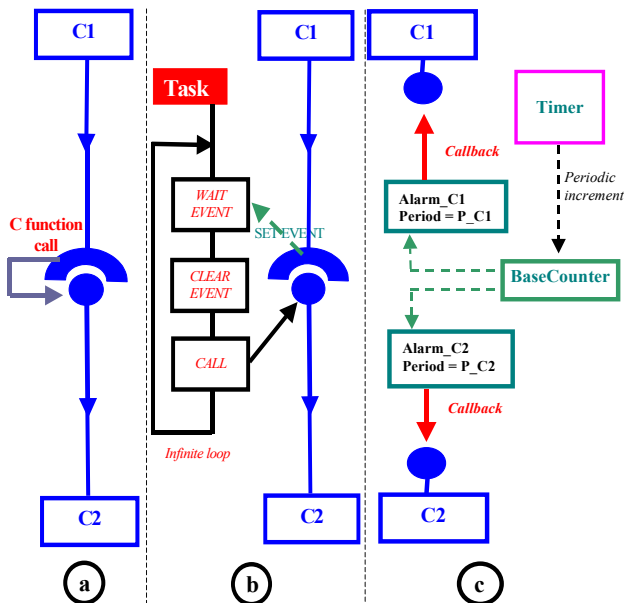 C1
C function
call
C2
a
C1
Task
WAIT
EVENT
SET EVENT
CLEAR
EVENT
CALL
Infinite loop
C2
b
C1
Timer
Callback
Periodic
increment
Alarm_C1
Period = P_C1
BaseCounter
Alarm_C2
Period = P_C2
Callback
C2
c